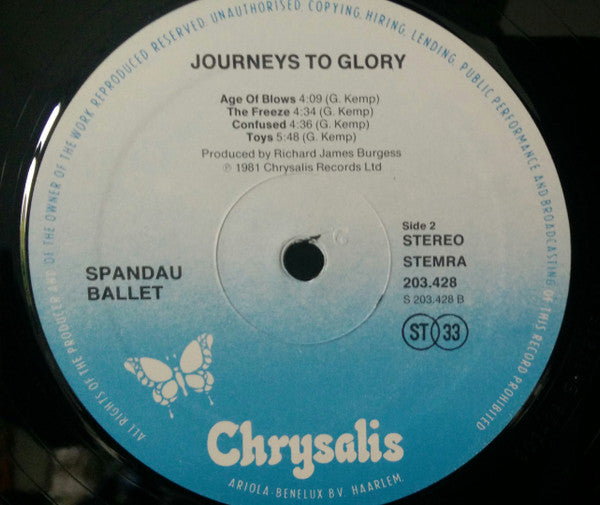 ALL RIGHTS OF THE PRODUCER AND OF THE OWNER OF THE WORK REPRODUCED RESERVED. UNAUTHORISED COPYING, HIRING, LENDING, PUBLIC PERFORMANCE AND BROADCASTING OF THIS RECORD PROHIBITED
JOURNEYS TO GLORY
Age Of Blows 4:09 (G. Kemp)
The Freeze 4:34 (G. Kemp)
Confused 4:36 (G. Kemp)
Toys 5:48 (G. Kemp)
Produced by Richard James Burgess
℗ 1981 Chrysalis Records Ltd
SPANDAU
BALLET
Side 2
STEREO
STEMRA
203.428
S 203.428 B
ST 33
Chrysalis
ARIOLA-BENELUX B.V. HAARLEM.